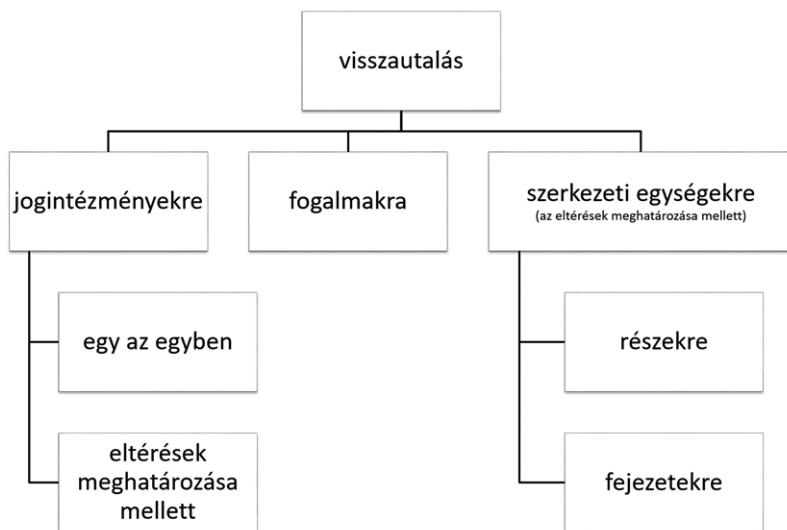 visszautalás
jogintézményekre
fogalmakra
szerkezeti egységekre
(az eltérések meghatározása mellett)
egy az egyben
részekre
eltérések
meghatározása
mellett
fejezetekre